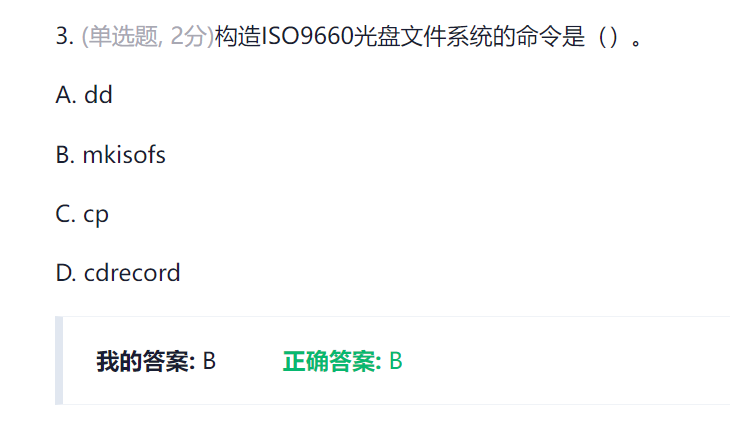 3. (单选题, 2分)构造ISO9660光盘文件系统的命令是（）。
A. dd
B. mkisofs
C. cp
D. cdrecord
我的答案: B 正确答案: B